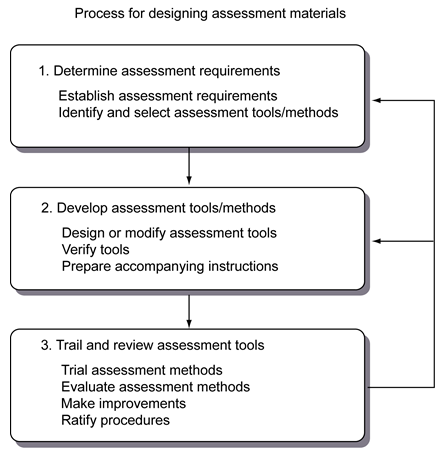 Process for designing assessment materials
1. Determine assessment requirements
Establish assessment requirements
Identify and select assessment tools/methods
2. Develop assessment tools/methods
Design or modify assessment tools
Verify tools
Prepare accompanying instructions
3. Trail and review assessment tools
Trial assessment methods
Evaluate assessment methods
Make improvements
Ratify procedures